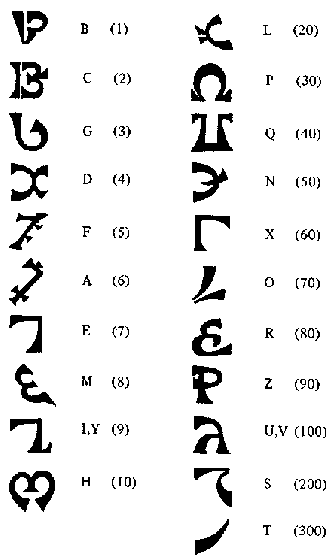 B (1)
C (2)
G (3)
D (4)
F (5)
A (6)
E (7)
M (8)
I,Y (9)
H (10)
L (20)
P (30)
Q (40)
N (50)
X (60)
O (70)
R (80)
Z (90)
U,V (100)
S (200)
T (300)